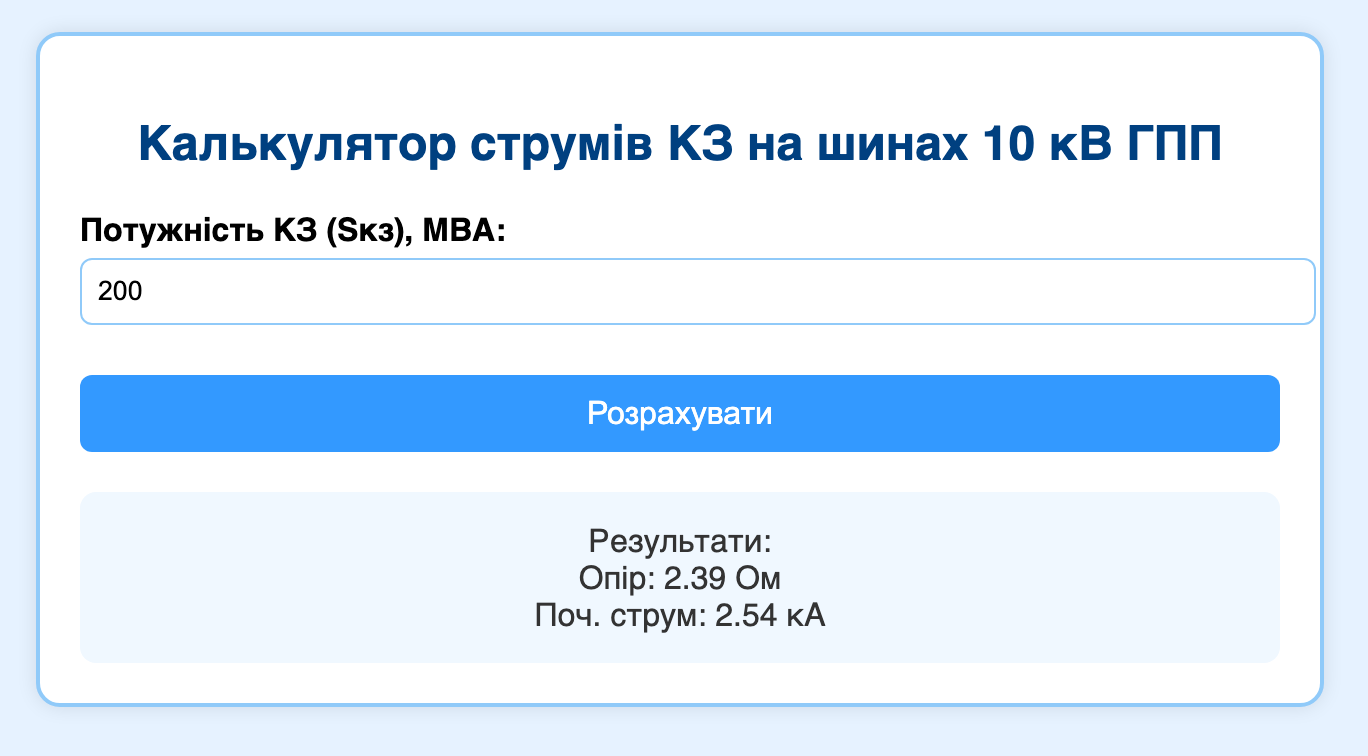 Калькулятор струмів КЗ на шинах 10 кВ ГПП
Потужність КЗ (Sкз), МВА:
200
Розрахувати
Результати:
Опір: 2.39 Ом
Поч. струм: 2.54 кА